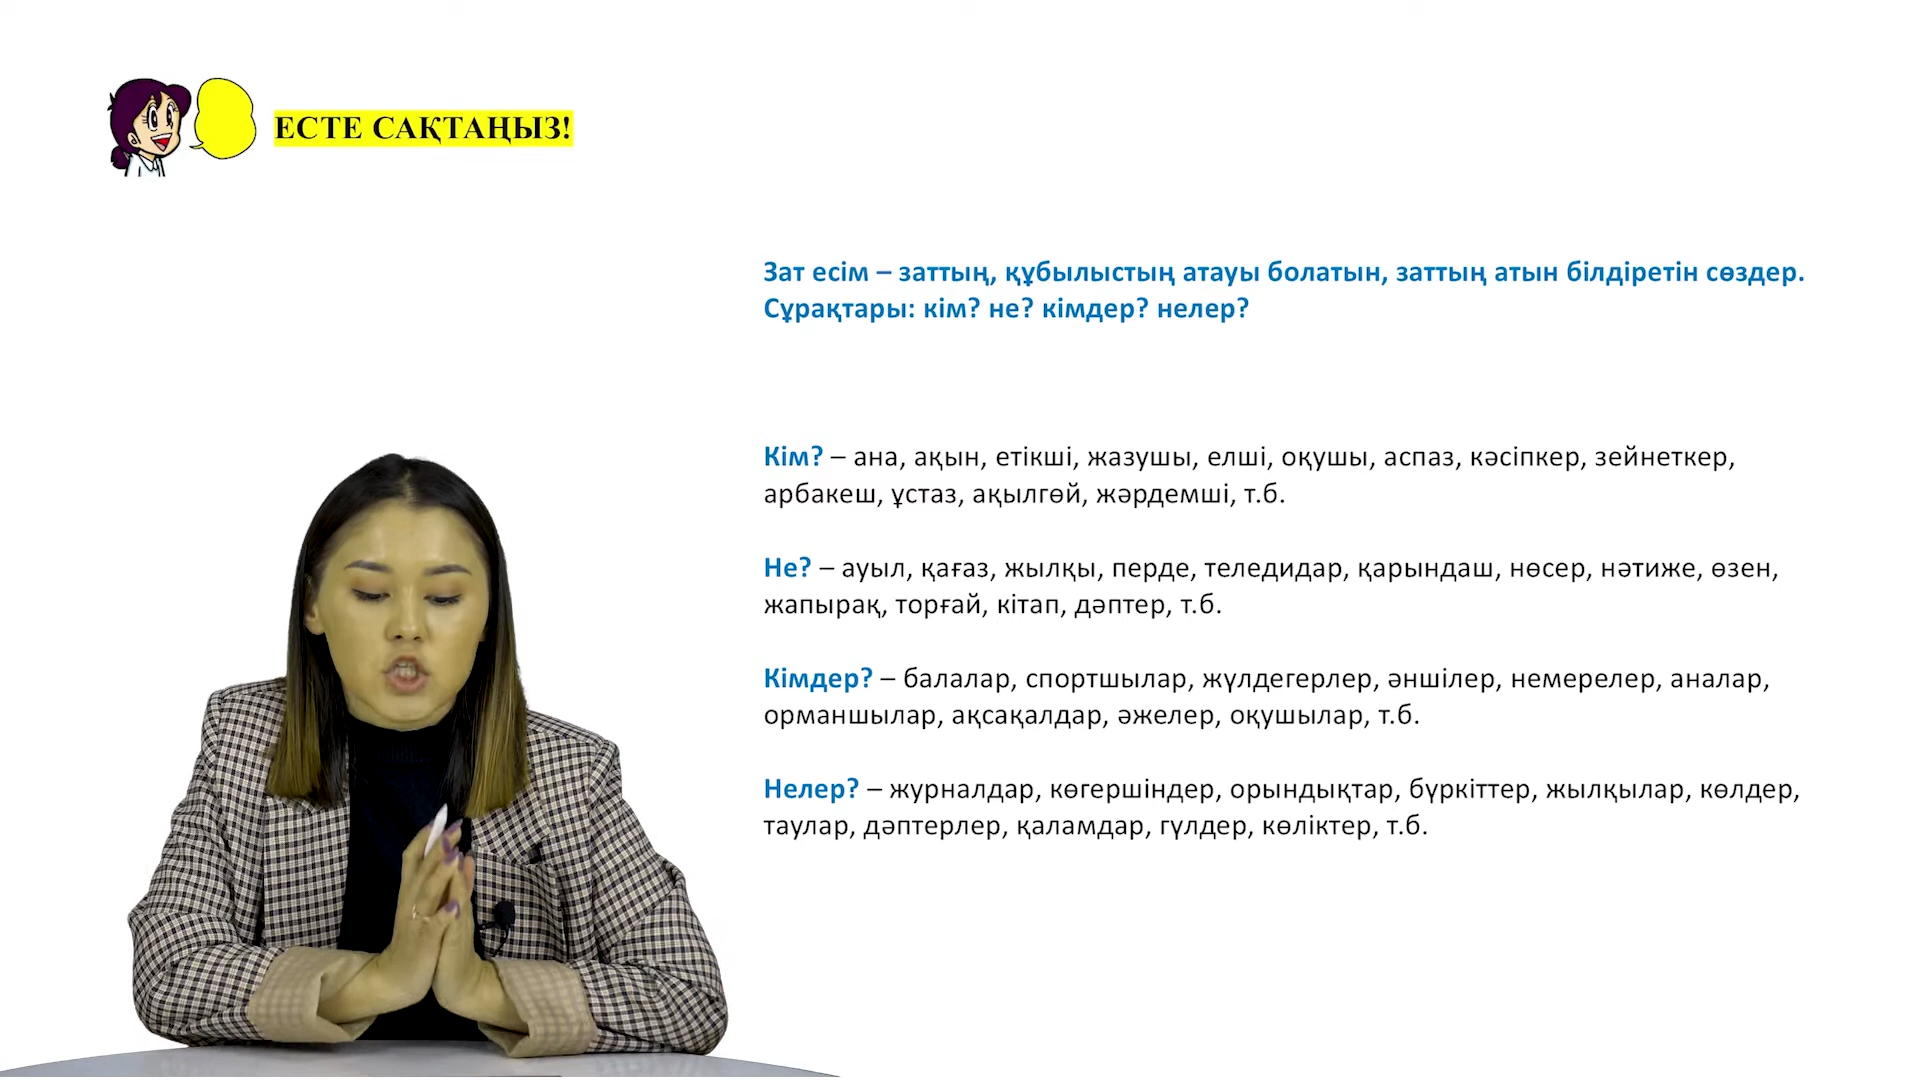 ЕСТЕ САҚТАҢЫЗ!
Зат есім – заттың, құбылыстың атауы болатын, заттың атын білдіретін сөздер.
Сұрақтары: кім? не? кімдер? нелер?
Кім? – ана, ақын, етікші, жазушы, елші, оқушы, аспаз, кәсіпкер, зейнеткер,
арбакеш, ұстаз, ақылгөй, жәрдемші, т.б.
Не? – ауыл, қағаз, жылқы, перде, теледидар, қарындаш, нөсер, нәтиже, өзен,
жапырақ, торғай, кітап, дәптер, т.б.
Кімдер? – балалар, спортшылар, жүлдегерлер, әншілер, немерелер, аналар,
орманшылар, ақсақалдар, әжелер, оқушылар, т.б.
Нелер? – журналдар, көгершіндер, орындықтар, бүркіттер, жылқылар, көлдер,
таулар, дәптерлер, қаламдар, гүлдер, көліктер, т.б.